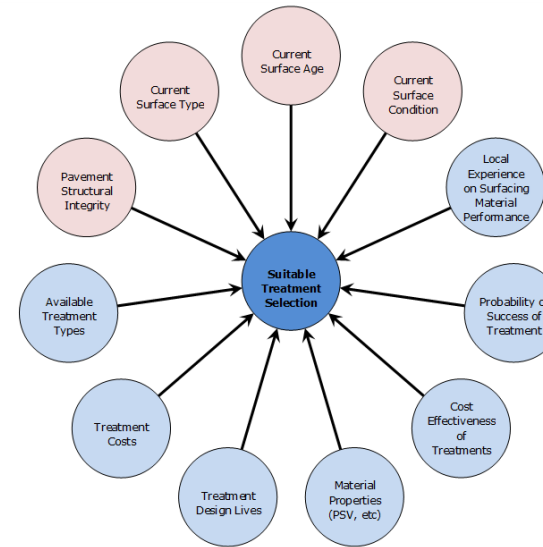 Current
Surface Age
Current
Surface Type
Current
Surface
Condition
Pavement
Structural
Integrity
Local
Experience
on Surfacing
Material
Performance
Suitable
Treatment
Selection
Available
Treatment
Types
Probability of
Success of
Treatment
Treatment
Costs
Cost
Effectiveness
of
Treatments
Treatment
Design Lives
Material
Properties
(PSV, etc)